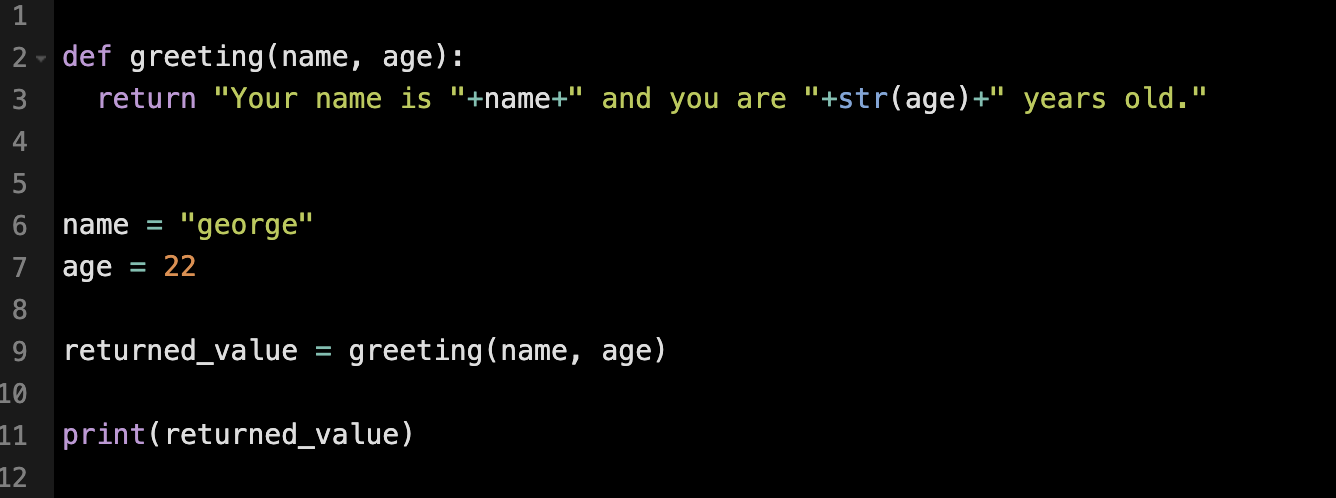 1
2 def greeting(name, age):
3   return "Your name is "+name+" and you are "+str(age)+" years old."
4
5
6 name = "george"
7 age = 22
8
9 returned_value = greeting(name, age)
10
11 print(returned_value)
12